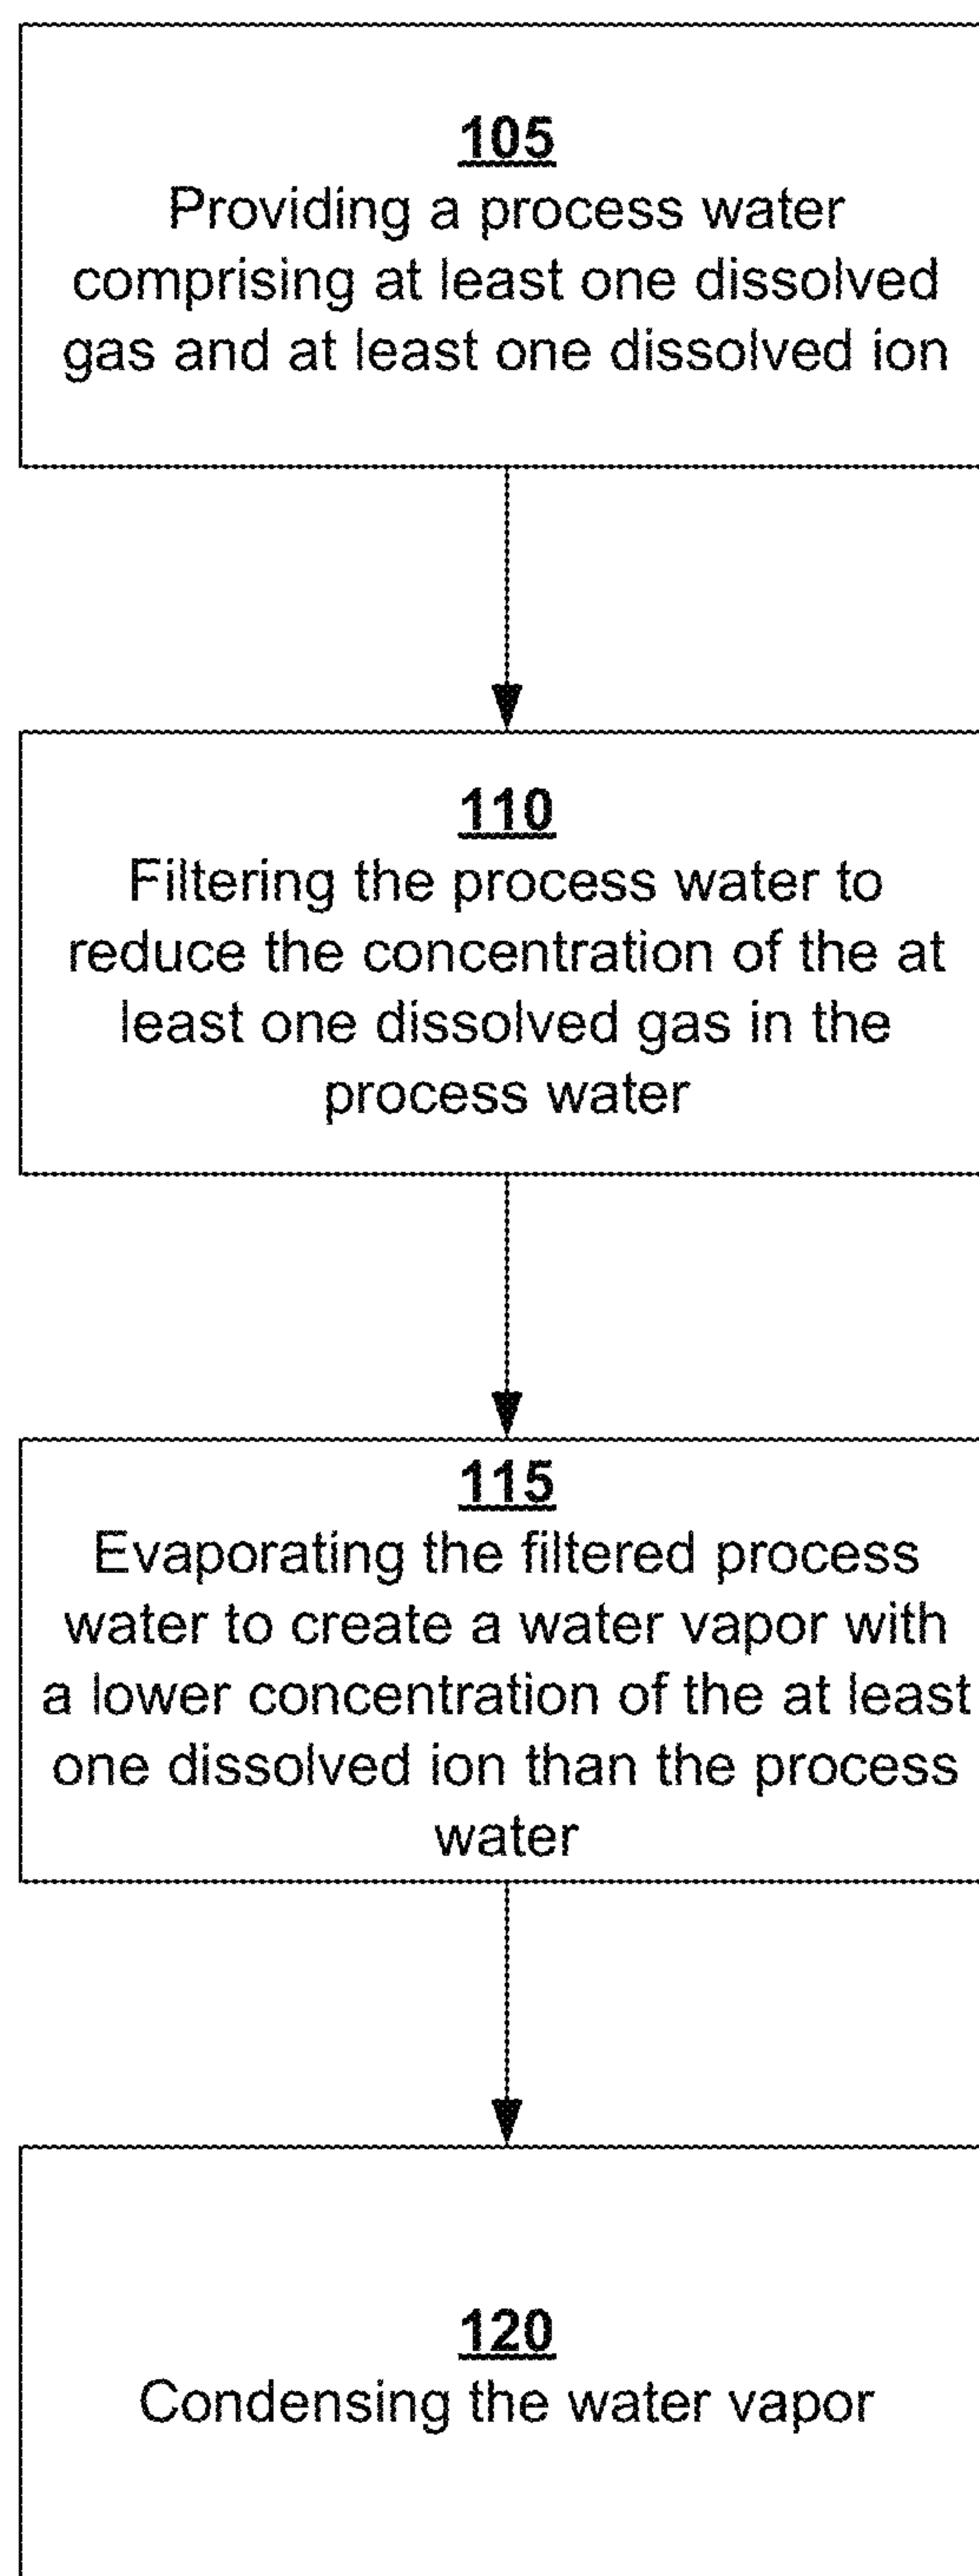 105
Providing a process water
comprising at least one dissolved
gas and at least one dissolved ion
110
Filtering the process water to
reduce the concentration of the at
least one dissolved gas in the
process water
115
Evaporating the filtered process
water to create a water vapor with
a lower concentration of the at least
one dissolved ion than the process
water
120
Condensing the water vapor